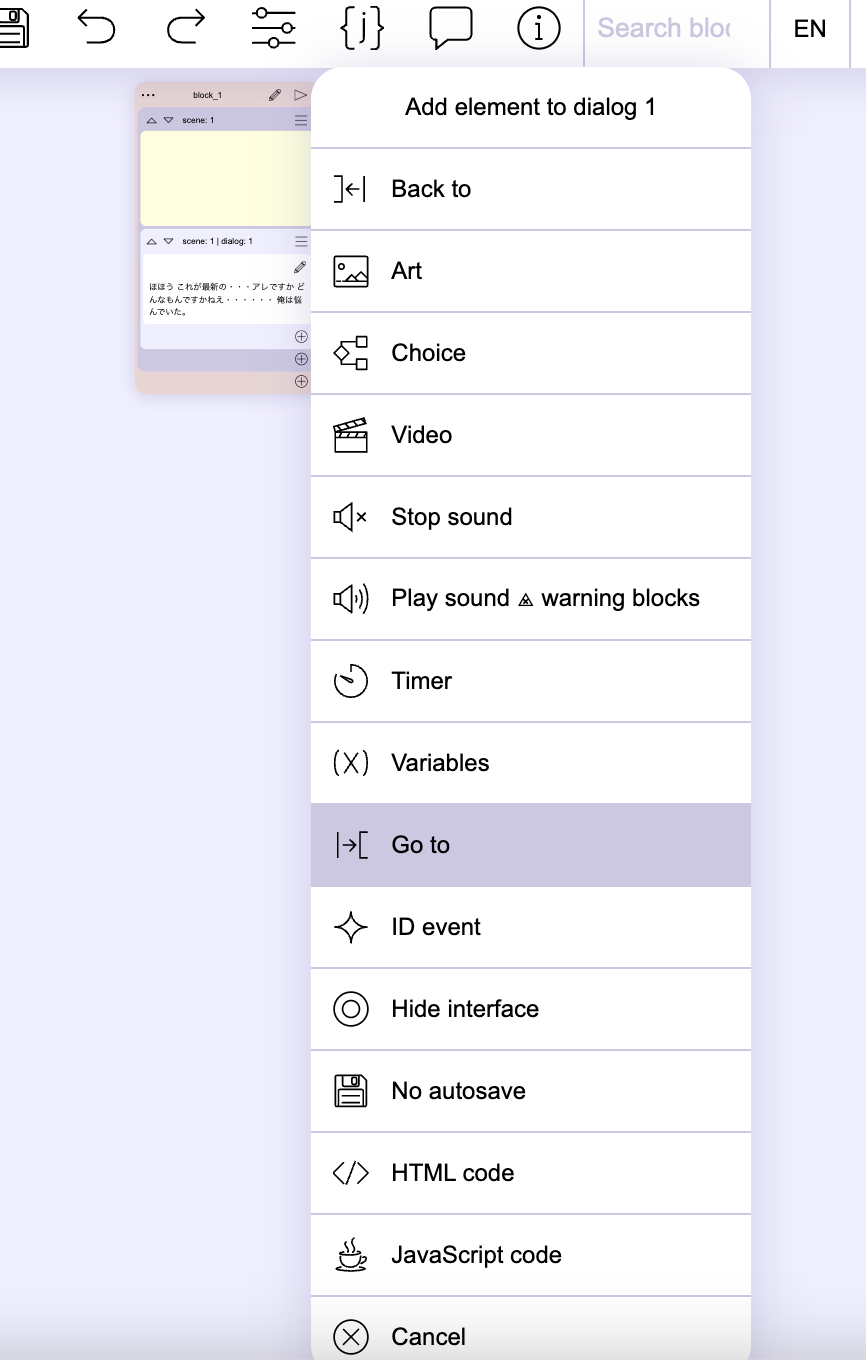 Search bloc
EN
block_1
scene: 1
scene: 1 | dialog: 1
ほほう これが最新の・・・アレですか ど
んなもんですかねえ・・・・・・ 俺は悩
んでいた。
Add element to dialog 1
Back to
Art
Choice
Video
Stop sound
Play sound ⚠ warning blocks
Timer
Variables
Go to
ID event
Hide interface
No autosave
HTML code
JavaScript code
Cancel